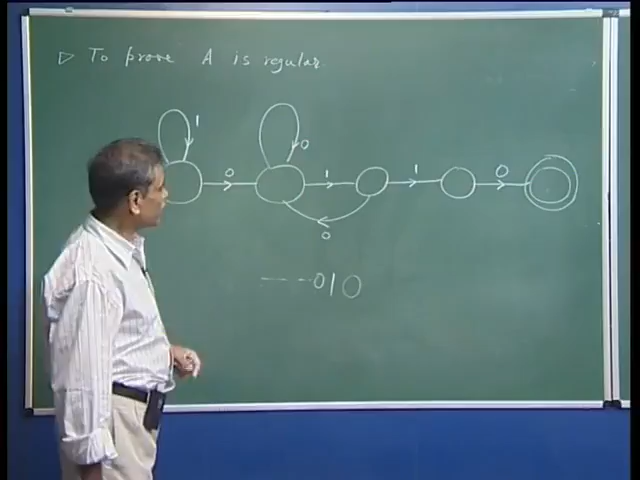 ▷ To prove A is regular.
1 0
0 1 1 0
0
---010